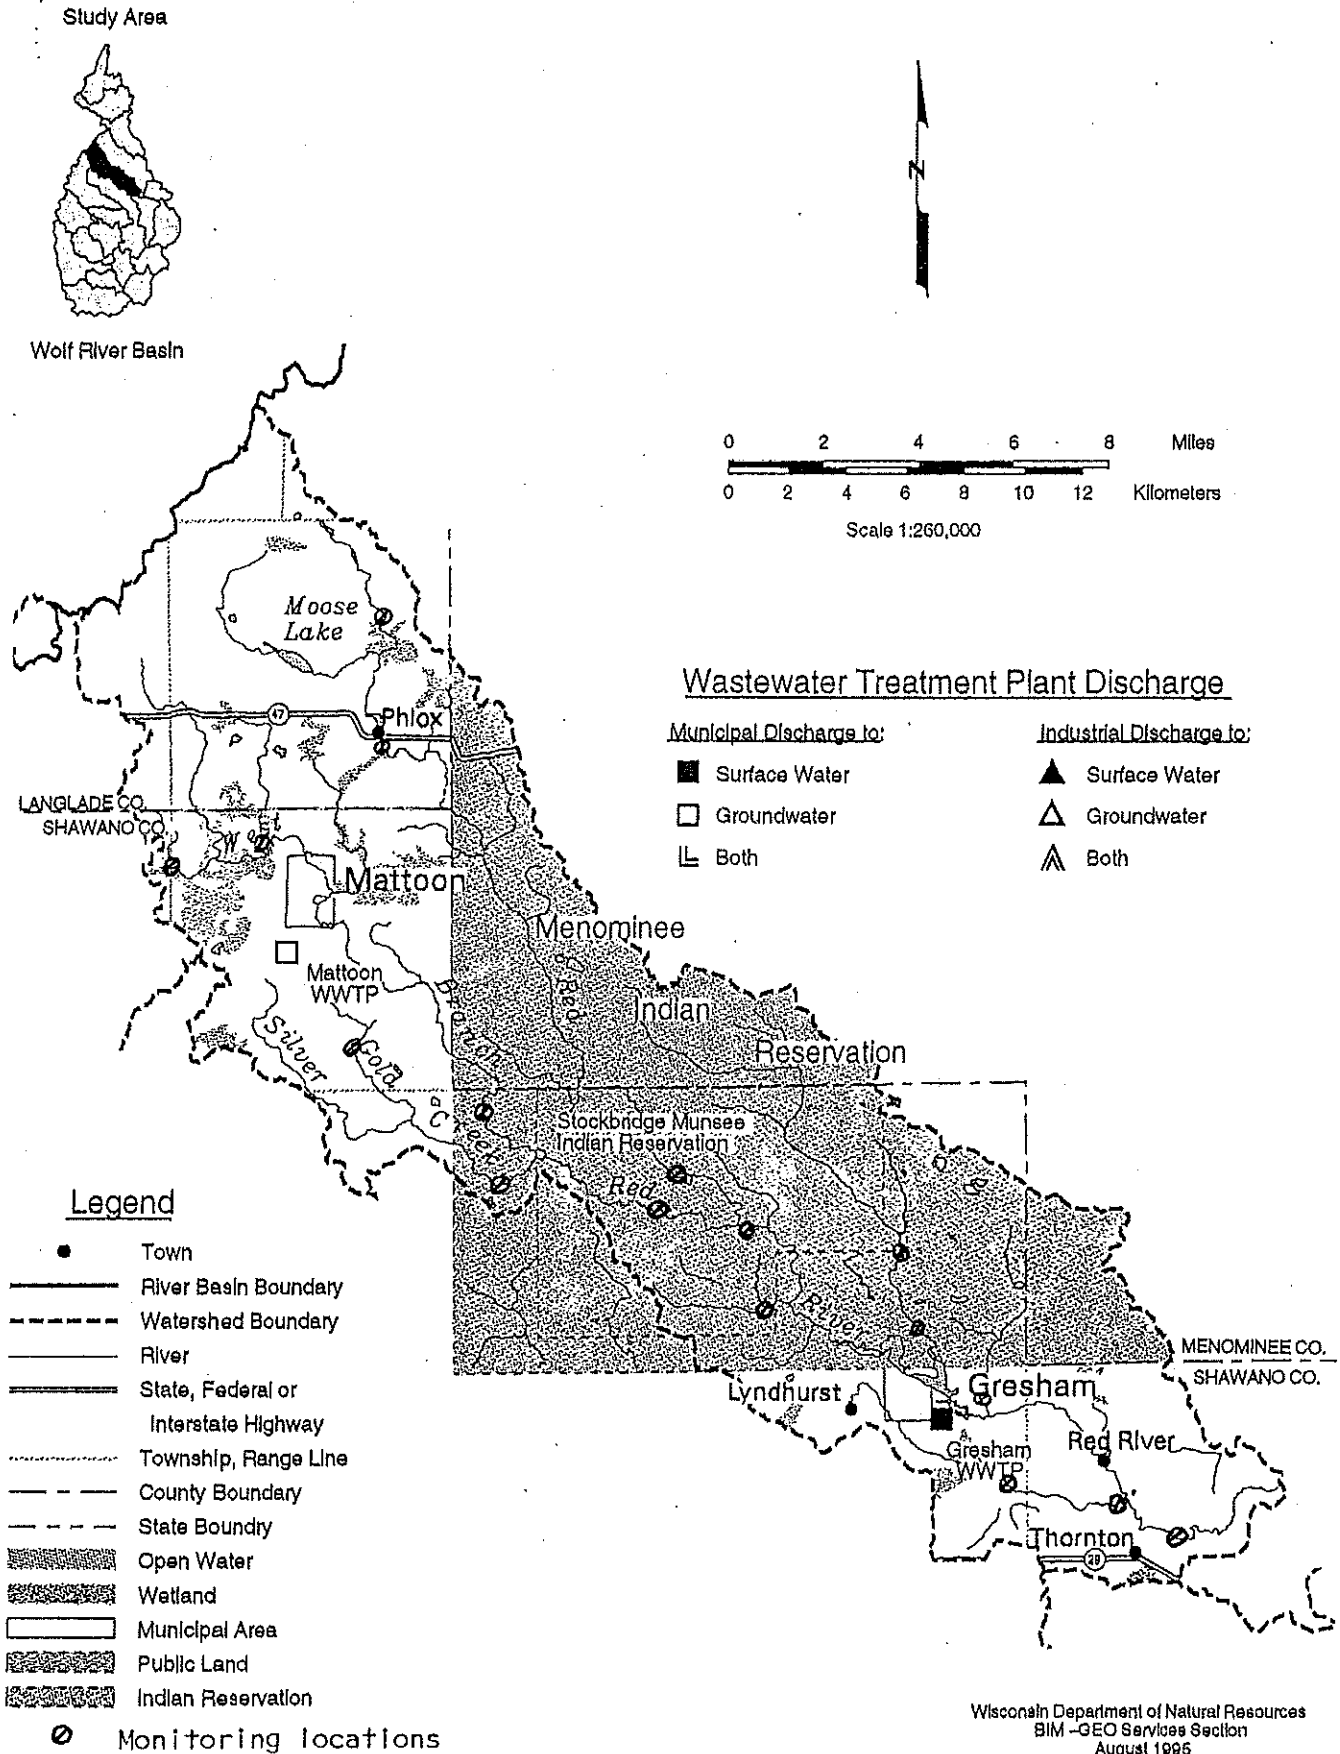 Study Area
Wolf River Basin
N
0 2 4 6 8 Miles
0 2 4 6 8 10 12 Kilometers
Scale 1:260,000
Moose
Lake
Wastewater Treatment Plant Discharge
Municipal Discharge to:
Surface Water
Groundwater
Both
Industrial Discharge to:
Surface Water
Groundwater
Both
47
Phlox
LANGLADE CO.
SHAWANO CO.
W.
Mattoon
Mattoon
WWTP
Branch
Red
Menominee
Indian
Reservation
Silver
Gold
Creek
Stockbridge Munsee
Indian Reservation
Red
River
MENOMINEE CO.
SHAWANO CO.
Lyndhurst
Gresham
Gresham
WWTP
Red River
Thornton
29
Legend
Town
River Basin Boundary
Watershed Boundary
River
State, Federal or
Interstate Highway
Township, Range Line
County Boundary
State Boundry
Open Water
Wetland
Municipal Area
Public Land
Indian Reservation
Monitoring locations
Wisconsin Department of Natural Resources
BIM -GEO Services Section
August 1995